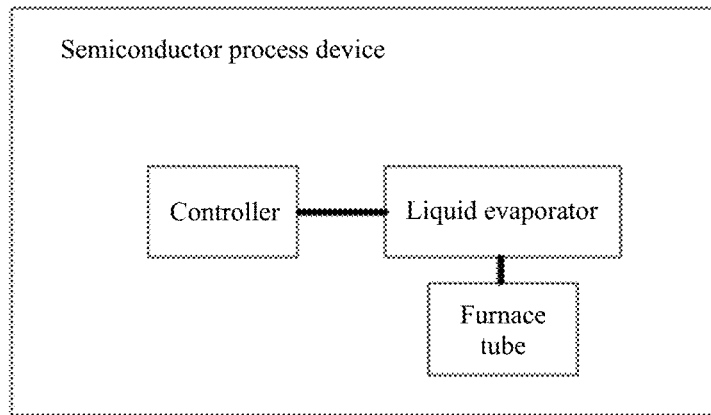 Semiconductor process device
Controller
Liquid evaporator
Furnace
tube